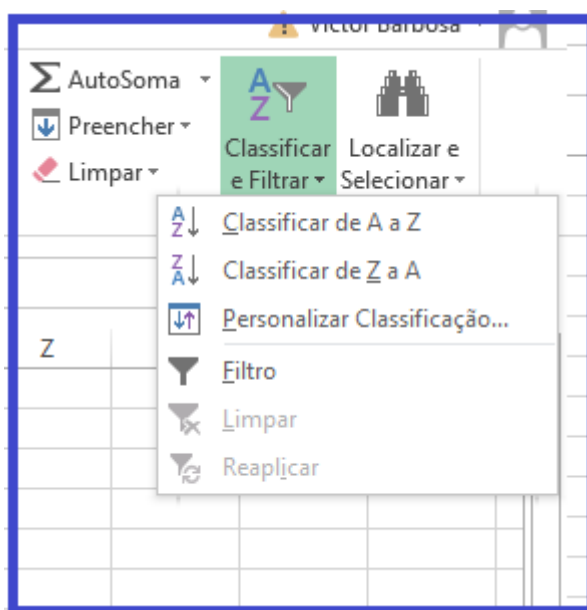 Victor Barbosa
AutoSoma
Preencher
Limpar
Classificar
e Filtrar
Localizar e
Selecionar
Classificar de A a Z
Classificar de Z a A
Personalizar Classificação...
Filtro
Limpar
Reaplicar
Z